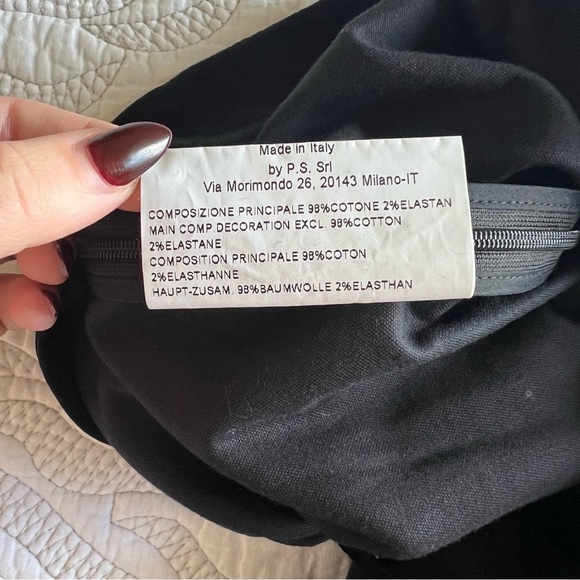 Made in Italy
by P.S. Srl
Via Morimondo 26, 20143 Milano-IT
COMPOSIZIONE PRINCIPALE 98%COTONE 2%ELASTAN
MAIN COMP.DECORATION EXCL. 98%COTTON
2%ELASTANE
COMPOSITION PRINCIPALE 98%COTON
2%ELASTHANNE
HAUPT-ZUSAM. 98%BAUMWOLLE 2%ELASTHAN